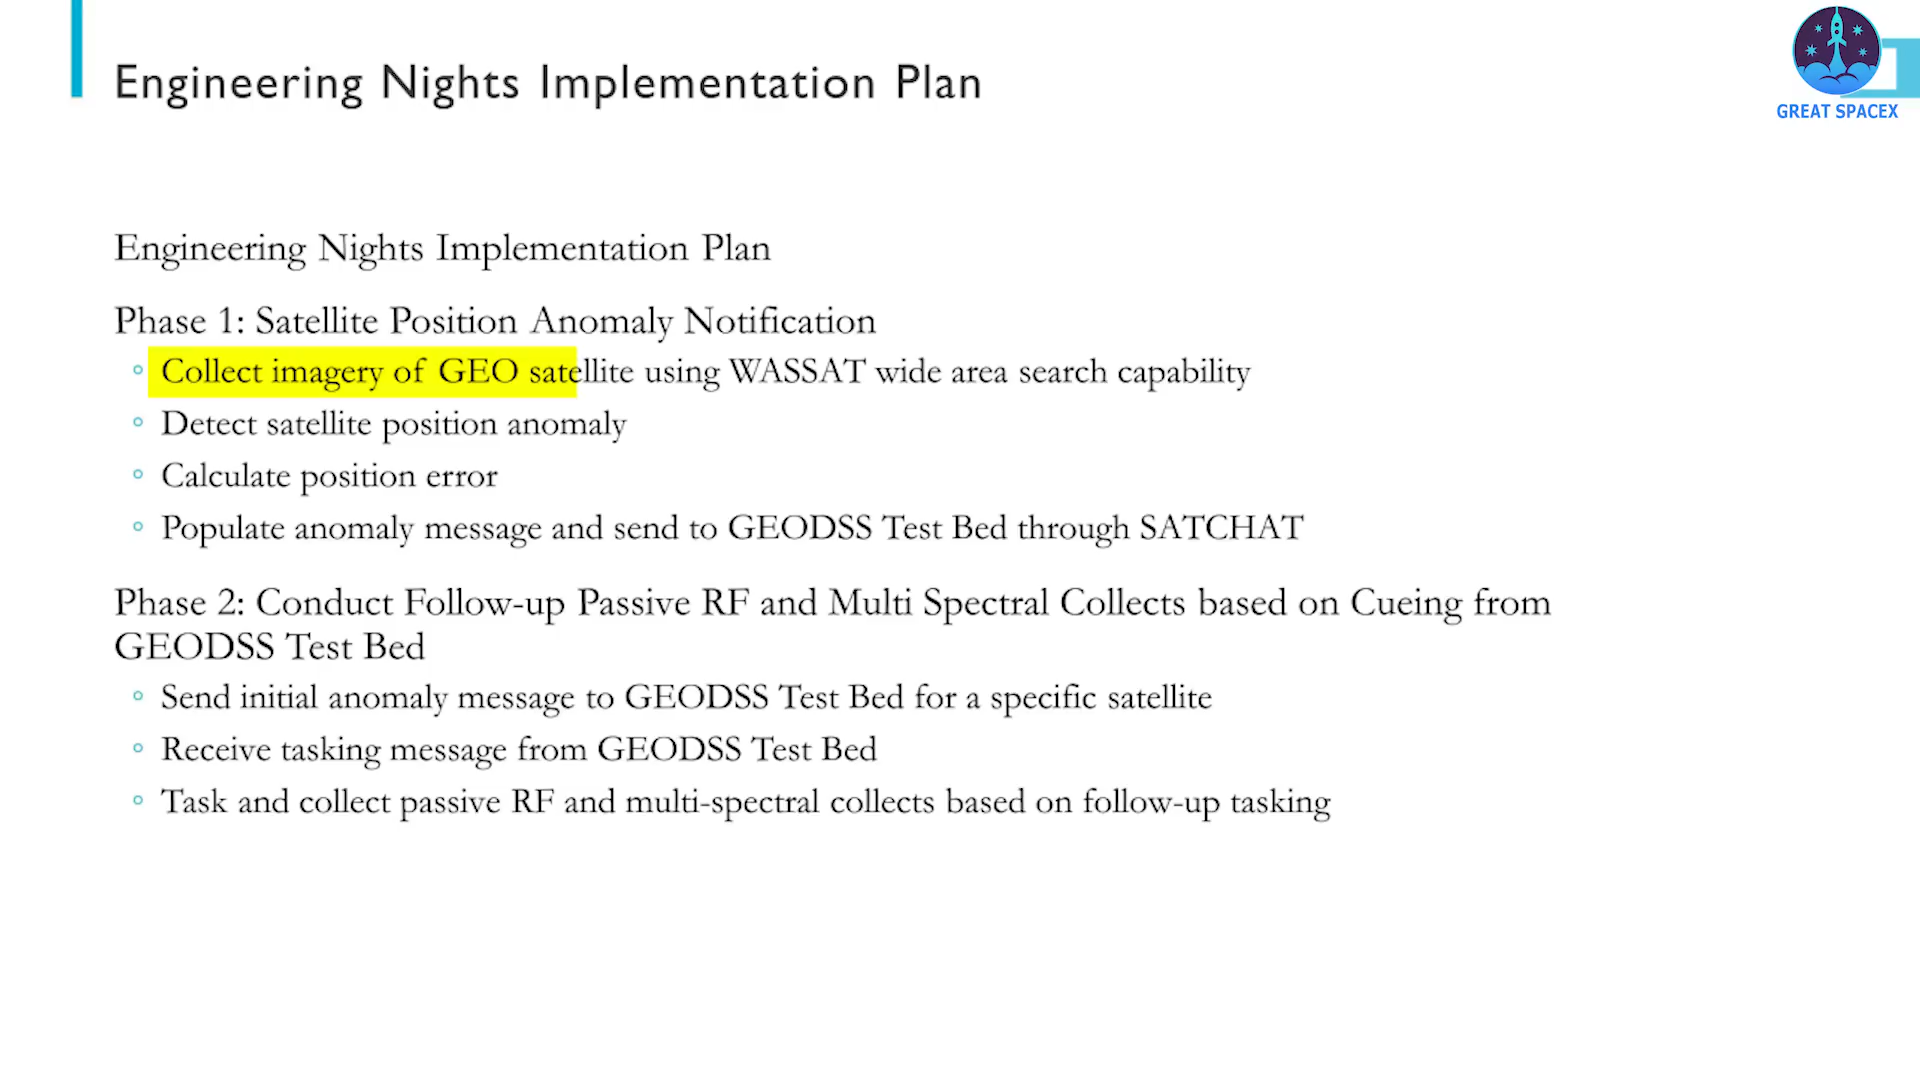 Engineering Nights Implementation Plan
GREAT SPACEX
Engineering Nights Implementation Plan
Phase 1: Satellite Position Anomaly Notification
Collect imagery of GEO satellite using WASSAT wide area search capability
Detect satellite position anomaly
Calculate position error
Populate anomaly message and send to GEODSS Test Bed through SATCHAT
Phase 2: Conduct Follow-up Passive RF and Multi Spectral Collects based on Cueing from
GEODSS Test Bed
Send initial anomaly message to GEODSS Test Bed for a specific satellite
Receive tasking message from GEODSS Test Bed
Task and collect passive RF and multi-spectral collects based on follow-up tasking